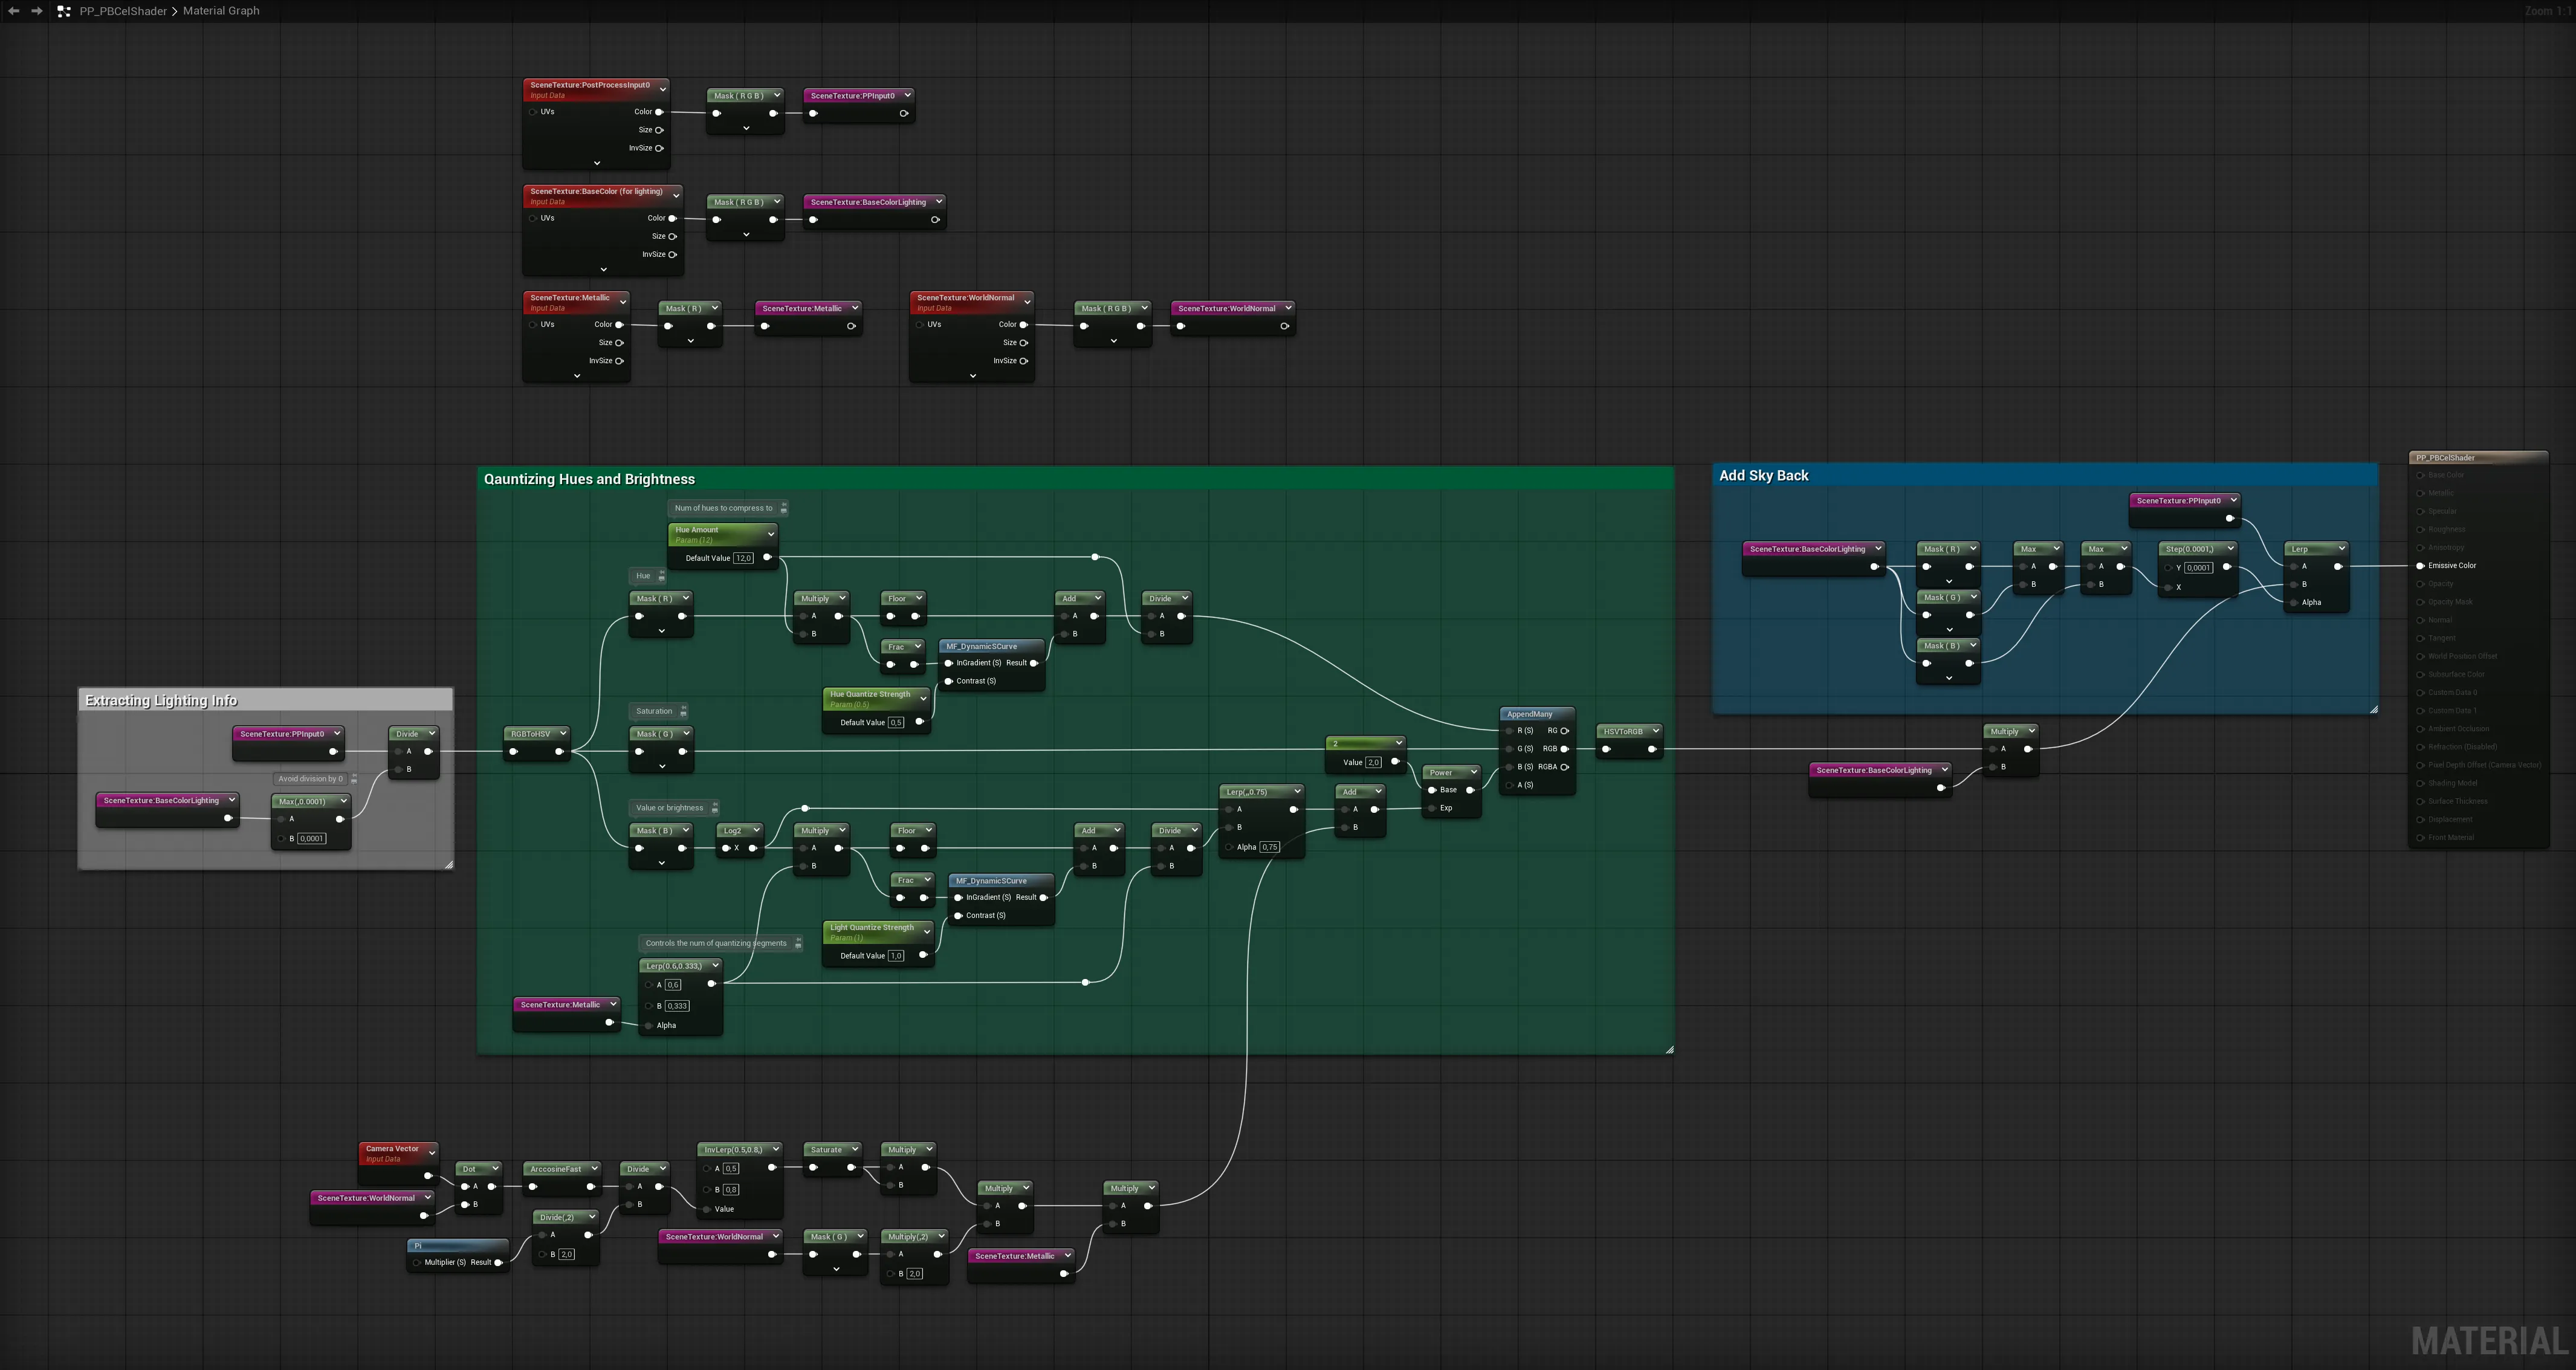 PP_PBCelShader > Material Graph
Zoom 1:1
SceneTexture:PostProcessInput0
Input Data
UVs
Color
Size
InvSize
Mask ( R G B )
SceneTexture:PPInput0
SceneTexture:BaseColor (for lighting)
Input Data
UVs
Color
Size
InvSize
Mask ( R G B )
SceneTexture:BaseColorLighting
SceneTexture:Metallic
Input Data
UVs
Color
Size
InvSize
Mask ( R )
SceneTexture:Metallic
SceneTexture:WorldNormal
Input Data
UVs
Color
Size
InvSize
Mask ( R G B )
SceneTexture:WorldNormal
Extracting Lighting Info
SceneTexture:PPInput0
Divide
A
B
Avoid division by 0
SceneTexture:BaseColorLighting
Max(,0.0001)
A
B 0,0001
Qauntizing Hues and Brightness
Num of hues to compress to
Hue Amount
Param (12)
Default Value 12,0
Hue
Mask ( R )
Multiply
A
B
Floor
Frac
MF_DynamicSCurve
InGradient (S) Result
Contrast (S)
Hue Quantize Strength
Param (0.5)
Default Value 0,5
Add
A
B
Divide
A
B
RGBToHSV
Saturation
Mask ( G )
Value or brightness
Mask ( B )
Log2
X
Multiply
A
B
Floor
Frac
MF_DynamicSCurve
InGradient (S) Result
Contrast (S)
Light Quantize Strength
Param (1)
Default Value 1,0
Add
A
B
Divide
A
B
Controls the num of quantizing segments
Lerp(0.6,0.333,)
A 0,6
B 0,333
Alpha
SceneTexture:Metallic
Lerp(,,0.75)
A
B
Alpha 0,75
Add
A
B
2
Value 2,0
Power
Base
Exp
AppendMany
R (S) RG
G (S) RGB
B (S) RGBA
A (S)
HSVToRGB
Add Sky Back
SceneTexture:PPInput0
SceneTexture:BaseColorLighting
Mask ( R )
Mask ( G )
Mask ( B )
Max
A
B
Max
A
B
Step(0.0001,)
Y 0,0001
X
Lerp
A
B
Alpha
Multiply
A
B
SceneTexture:BaseColorLighting
PP_PBCelShader
Base Color
Metallic
Specular
Roughness
Anisotropy
Emissive Color
Opacity
Opacity Mask
Normal
Tangent
World Position Offset
Subsurface Color
Custom Data 0
Custom Data 1
Ambient Occlusion
Refraction (Disabled)
Pixel Depth Offset (Camera Vector)
Shading Model
Surface Thickness
Displacement
Front Material
Camera Vector
Input Data
SceneTexture:WorldNormal
Dot
A
B
ArccosineFast
Pi
Multiplier (S) Result
Divide(,2)
A
B 2,0
Divide
A
B
InvLerp(0.5,0.8,)
A 0,5
B 0,8
Value
Saturate
Multiply
A
B
SceneTexture:WorldNormal
Mask ( G )
Multiply(,2)
A
B 2,0
Multiply
A
B
SceneTexture:Metallic
Multiply
A
B
MATERIAL